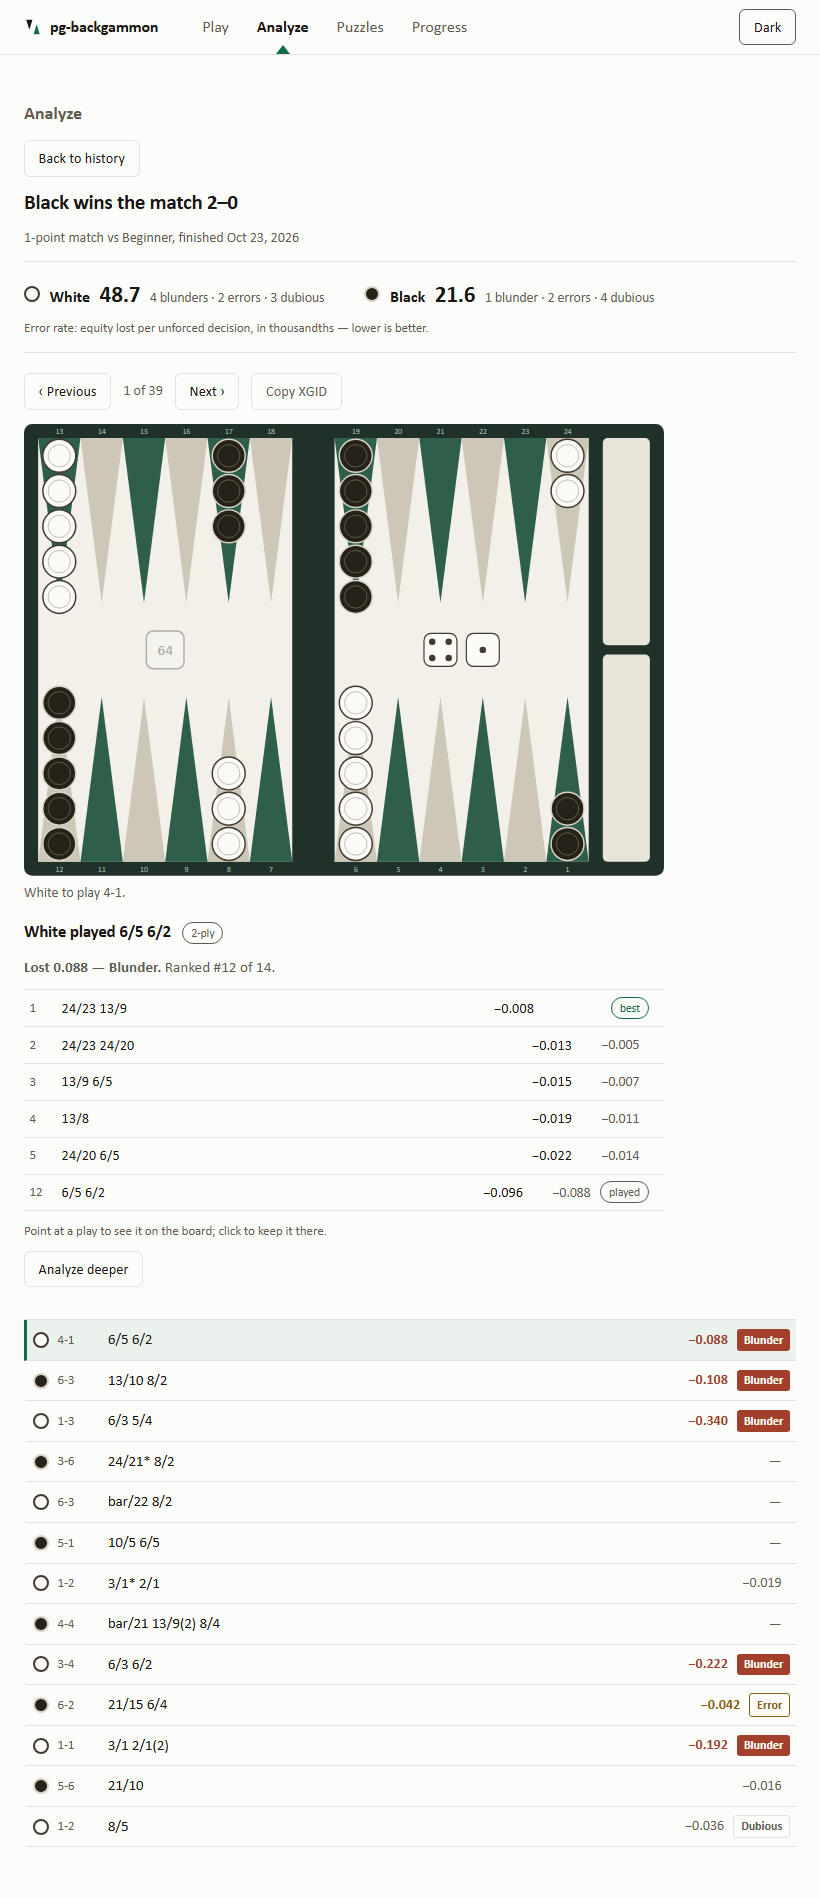 pg-backgammon Play Analyze Puzzles Progress Dark
Analyze
Back to history
Black wins the match 2–0
1-point match vs Beginner, finished Oct 23, 2026
White 48.7 4 blunders · 2 errors · 3 dubious Black 21.6 1 blunder · 2 errors · 4 dubious
Error rate: equity lost per unforced decision, in thousandths — lower is better.
‹ Previous 1 of 39 Next › Copy XGID
13 14 15 16 17 18 19 20 21 22 23 24
64
12 11 10 9 8 7 6 5 4 3 2 1
White to play 4-1.
White played 6/5 6/2 2-ply
Lost 0.088 — Blunder. Ranked #12 of 14.
1 24/23 13/9 −0.008 best
2 24/23 24/20 −0.013 −0.005
3 13/9 6/5 −0.015 −0.007
4 13/8 −0.019 −0.011
5 24/20 6/5 −0.022 −0.014
12 6/5 6/2 −0.096 −0.088 played
Point at a play to see it on the board; click to keep it there.
Analyze deeper
4-1 6/5 6/2 −0.088 Blunder
6-3 13/10 8/2 −0.108 Blunder
1-3 6/3 5/4 −0.340 Blunder
3-6 24/21* 8/2 —
6-3 bar/22 8/2 —
5-1 10/5 6/5 —
1-2 3/1* 2/1 −0.019
4-4 bar/21 13/9(2) 8/4 —
3-4 6/3 6/2 −0.222 Blunder
6-2 21/15 6/4 −0.042 Error
1-1 3/1 2/1(2) −0.192 Blunder
5-6 21/10 −0.016
1-2 8/5 −0.036 Dubious